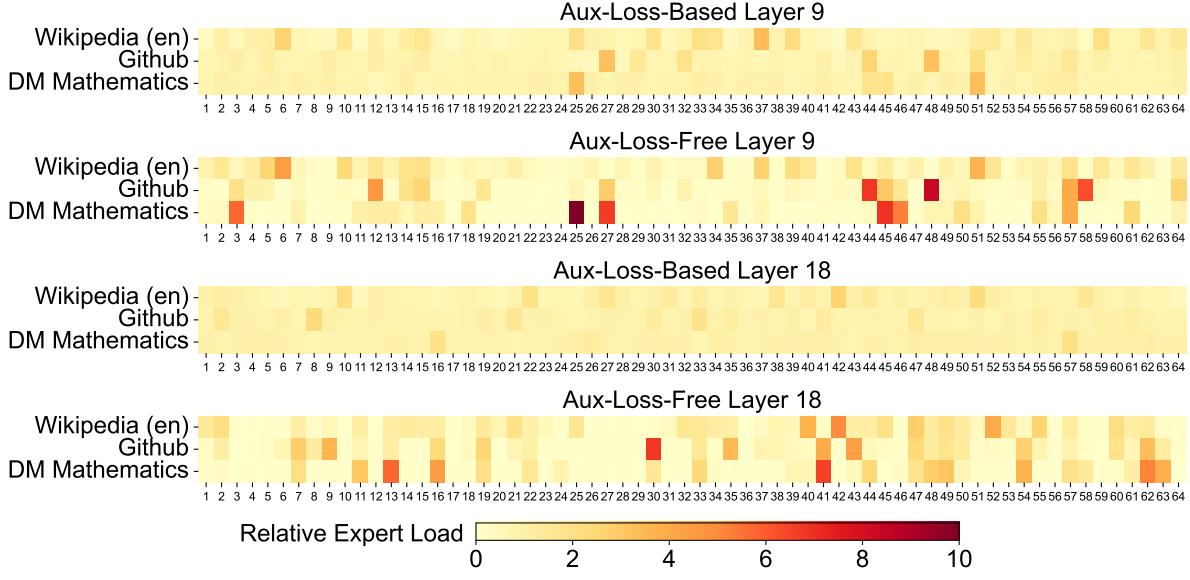 Aux-Loss-Based Layer 9
Wikipedia (en)
Github
DM Mathematics
1 2 3 4 5 6 7 8 9 10 11 12 13 14 15 16 17 18 19 20 21 22 23 24 25 26 27 28 29 30 31 32 33 34 35 36 37 38 39 40 41 42 43 44 45 46 47 48 49 50 51 52 53 54 55 56 57 58 59 60 61 62 63 64
Aux-Loss-Free Layer 9
Wikipedia (en)
Github
DM Mathematics
1 2 3 4 5 6 7 8 9 10 11 12 13 14 15 16 17 18 19 20 21 22 23 24 25 26 27 28 29 30 31 32 33 34 35 36 37 38 39 40 41 42 43 44 45 46 47 48 49 50 51 52 53 54 55 56 57 58 59 60 61 62 63 64
Aux-Loss-Based Layer 18
Wikipedia (en)
Github
DM Mathematics
1 2 3 4 5 6 7 8 9 10 11 12 13 14 15 16 17 18 19 20 21 22 23 24 25 26 27 28 29 30 31 32 33 34 35 36 37 38 39 40 41 42 43 44 45 46 47 48 49 50 51 52 53 54 55 56 57 58 59 60 61 62 63 64
Aux-Loss-Free Layer 18
Wikipedia (en)
Github
DM Mathematics
1 2 3 4 5 6 7 8 9 10 11 12 13 14 15 16 17 18 19 20 21 22 23 24 25 26 27 28 29 30 31 32 33 34 35 36 37 38 39 40 41 42 43 44 45 46 47 48 49 50 51 52 53 54 55 56 57 58 59 60 61 62 63 64
Relative Expert Load
0 2 4 6 8 10